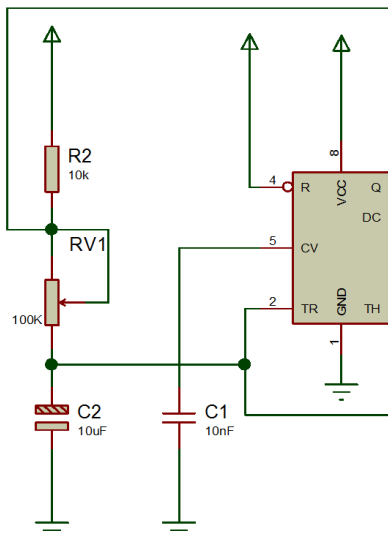 R2
10k
RV1
100K
C2
10uF
C1
10nF
4
R
8
VCC
Q
DC
5
CV
2
TR
GND
TH
1